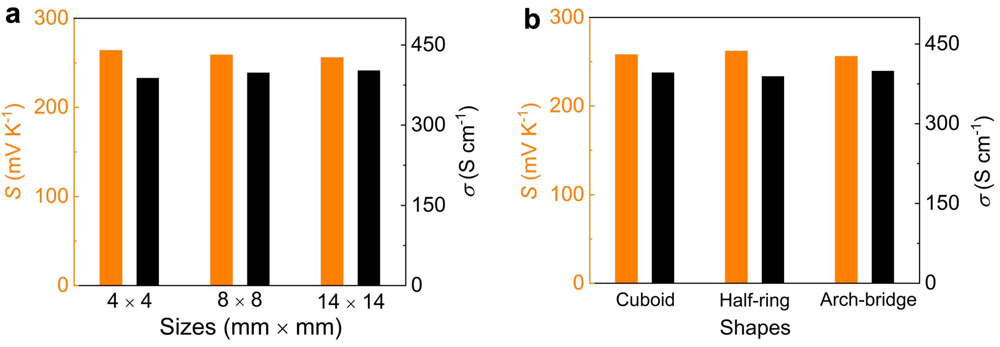 a
300
200
100
0
S (mV K⁻¹)
450
300
150
0
σ (S cm⁻¹)
4 × 4
8 × 8
14 × 14
Sizes (mm × mm)
b
300
200
100
0
S (mV K⁻¹)
450
300
150
0
σ (S cm⁻¹)
Cuboid
Half-ring
Arch-bridge
Shapes